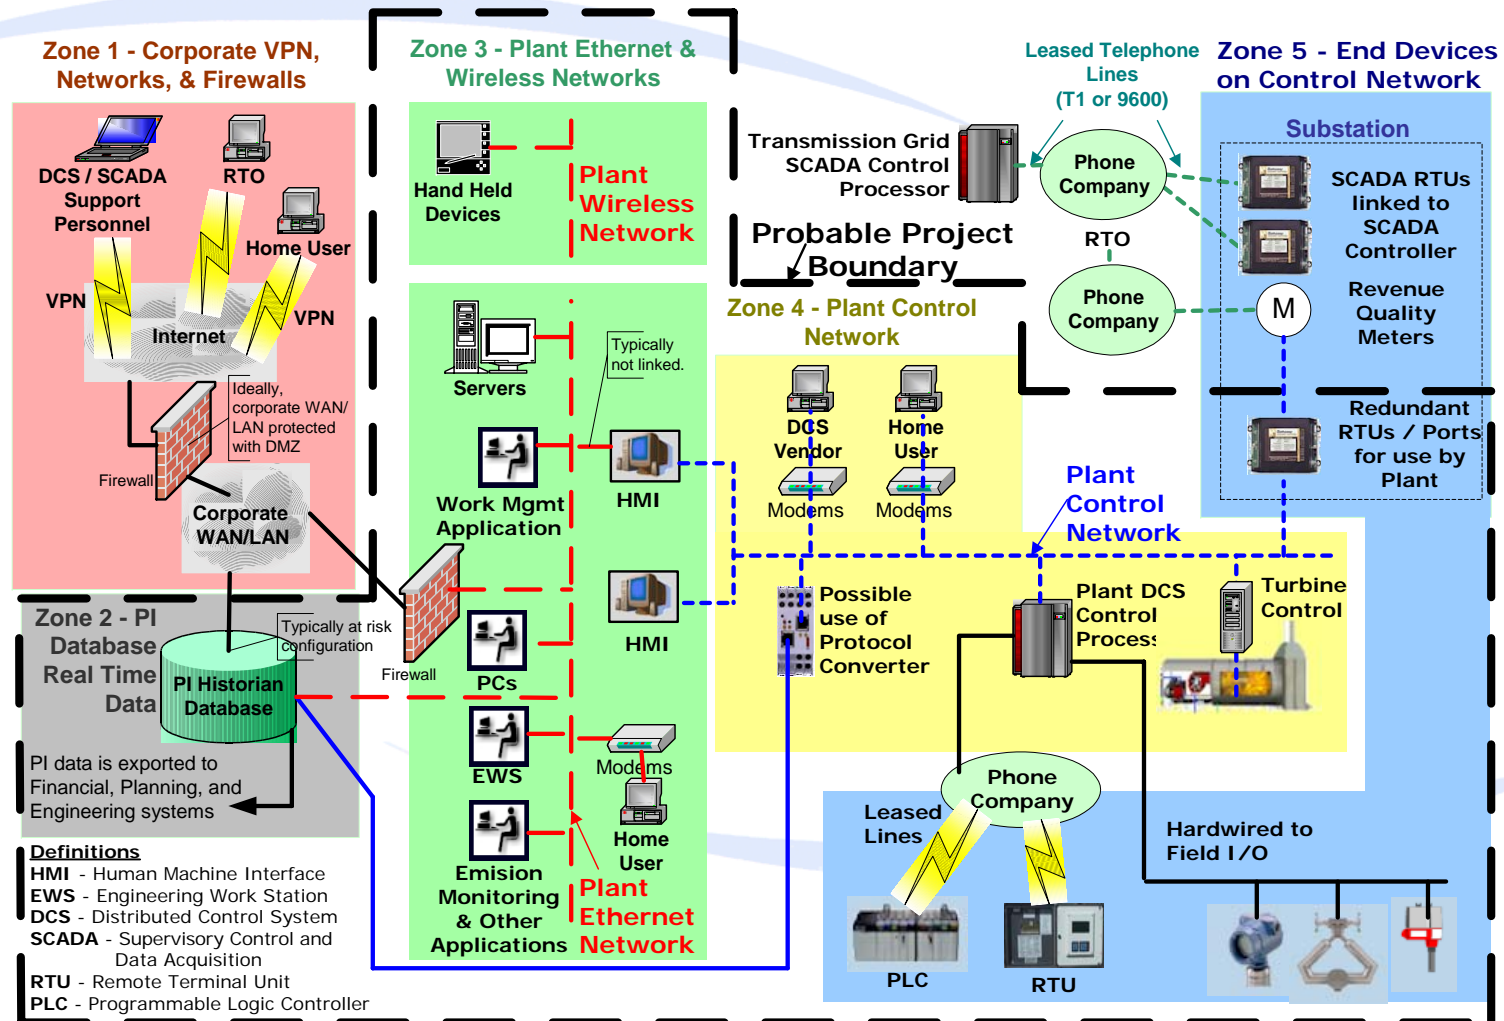 Zone 1 - Corporate VPN,
Networks, & Firewalls
DCS / SCADA
Support
Personnel
RTO
Home User
VPN
VPN
Internet
Ideally,
corporate WAN/
LAN protected
with DMZ
Firewall
Corporate
WAN/LAN
Zone 2 - PI
Database
Real Time
Data
Typically at risk
configuration
PI Historian
Database
PI data is exported to
Financial, Planning, and
Engineering systems
Definitions
HMI - Human Machine Interface
EWS - Engineering Work Station
DCS - Distributed Control System
SCADA - Supervisory Control and
Data Acquisition
RTU - Remote Terminal Unit
PLC - Programmable Logic Controller
Zone 3 - Plant Ethernet &
Wireless Networks
Hand Held
Devices
Plant
Wireless
Network
Servers
Typically
not linked.
Work Mgmt
Application
HMI
HMI
Firewall
PCs
EWS
Modems
Home
User
Emision
Monitoring
& Other
Applications
Plant
Ethernet
Network
Transmission Grid
SCADA Control
Processor
Leased Telephone
Lines
(T1 or 9600)
Phone
Company
RTO
Phone
Company
Probable Project
Boundary
Zone 4 - Plant Control
Network
DCS
Vendor
Modems
Home
User
Modems
Plant
Control
Network
Possible
use of
Protocol
Converter
Plant DCS
Control
Process
Turbine
Control
Phone
Company
Leased
Lines
PLC
RTU
Hardwired to
Field I/O
Zone 5 - End Devices
on Control Network
Substation
SCADA RTUs
linked to
SCADA
Controller
M
Revenue
Quality
Meters
Redundant
RTUs / Ports
for use by
Plant